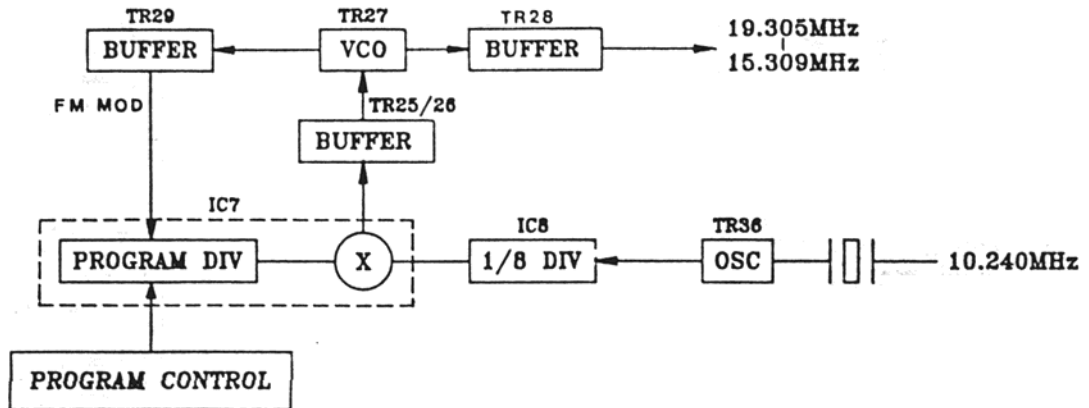 TR29
TR27
TR28
BUFFER
VCO
BUFFER
19.305MHz
15.309MHz
FM MOD
TR25/26
BUFFER
IC7
IC8
TR36
PROGRAM DIV
X
1/8 DIV
OSC
10.240MHz
PROGRAM CONTROL